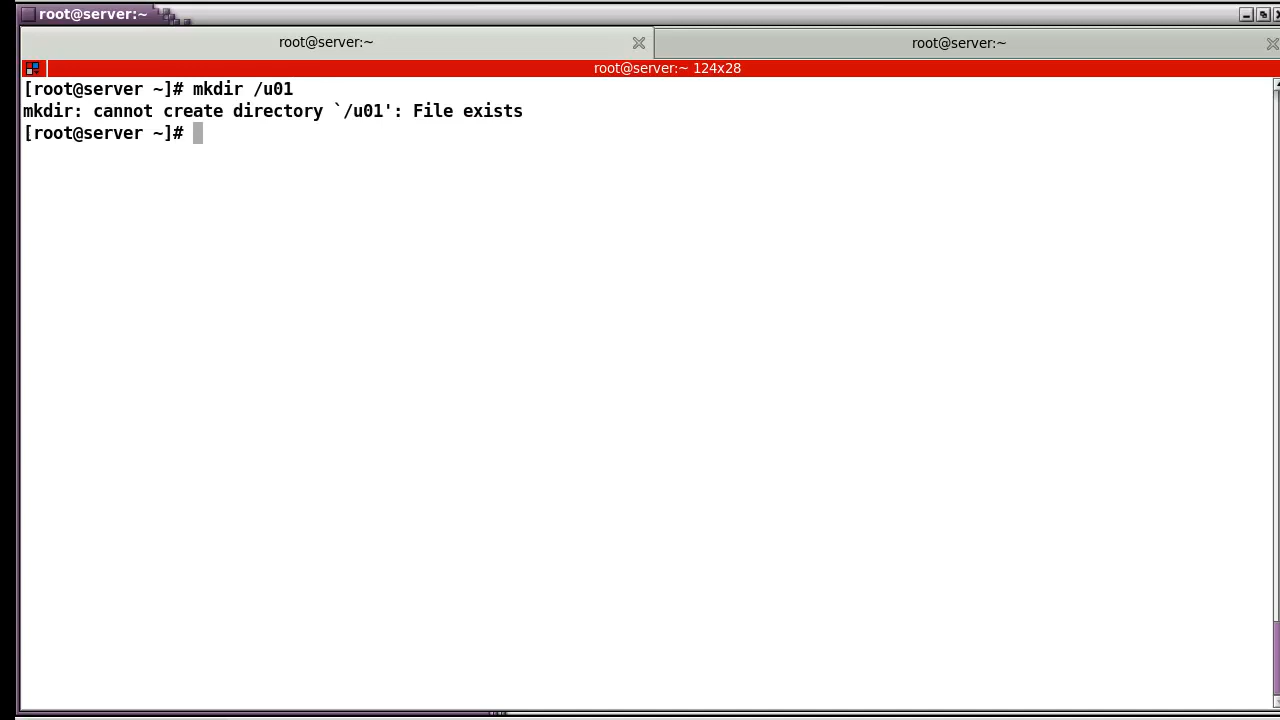 root@server:~
root@server:~ root@server:~
root@server:~ 124x28
[root@server ~]# mkdir /u01
mkdir: cannot create directory `/u01': File exists
[root@server ~]#